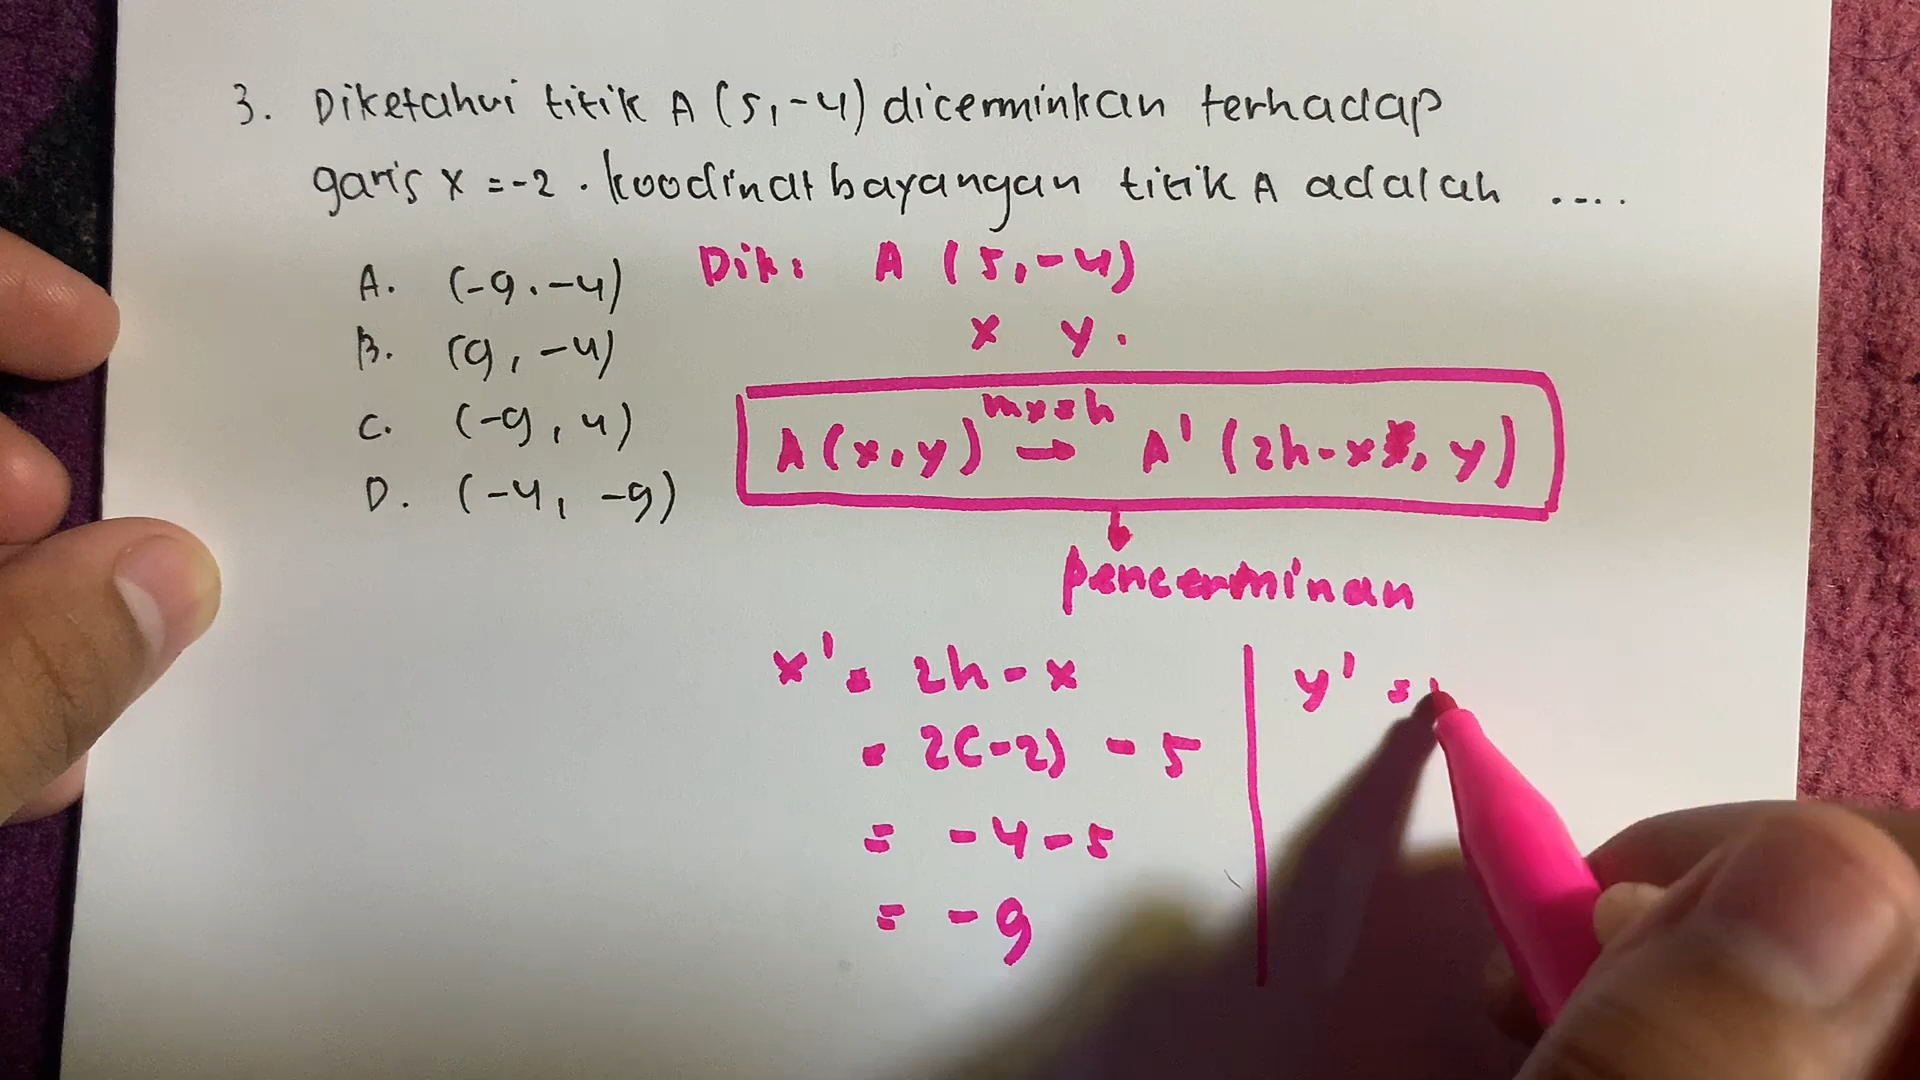 3. Diketahui titik A (5,-4) dicerminkan terhadap
garis x = -2 . koodinat bayangan titik A adalah ....
A. (-9.-4)
B. (9, -4)
C. (-9, 4)
D. (-4, -9)
Dik: A (5,-4)
x y.
A(x,y) → A' (2h-x, y)
pencerminan
x' = 2h - x
= 2(-2) - 5
= -4-5
= -9
y' =